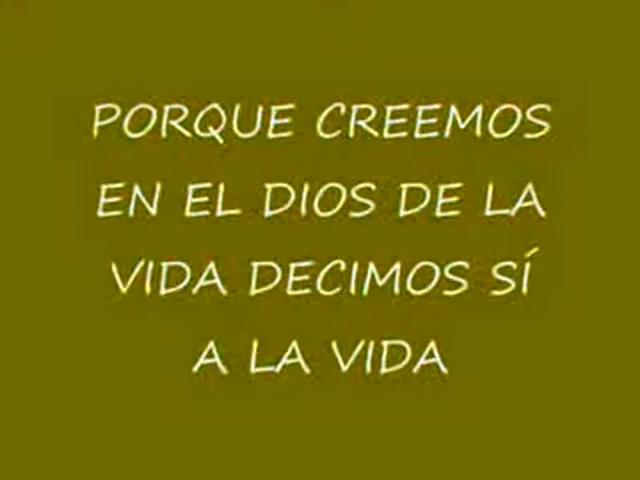 PORQUE CREEMOS
EN EL DIOS DE LA
VIDA DECIMOS SÍ
A LA VIDA